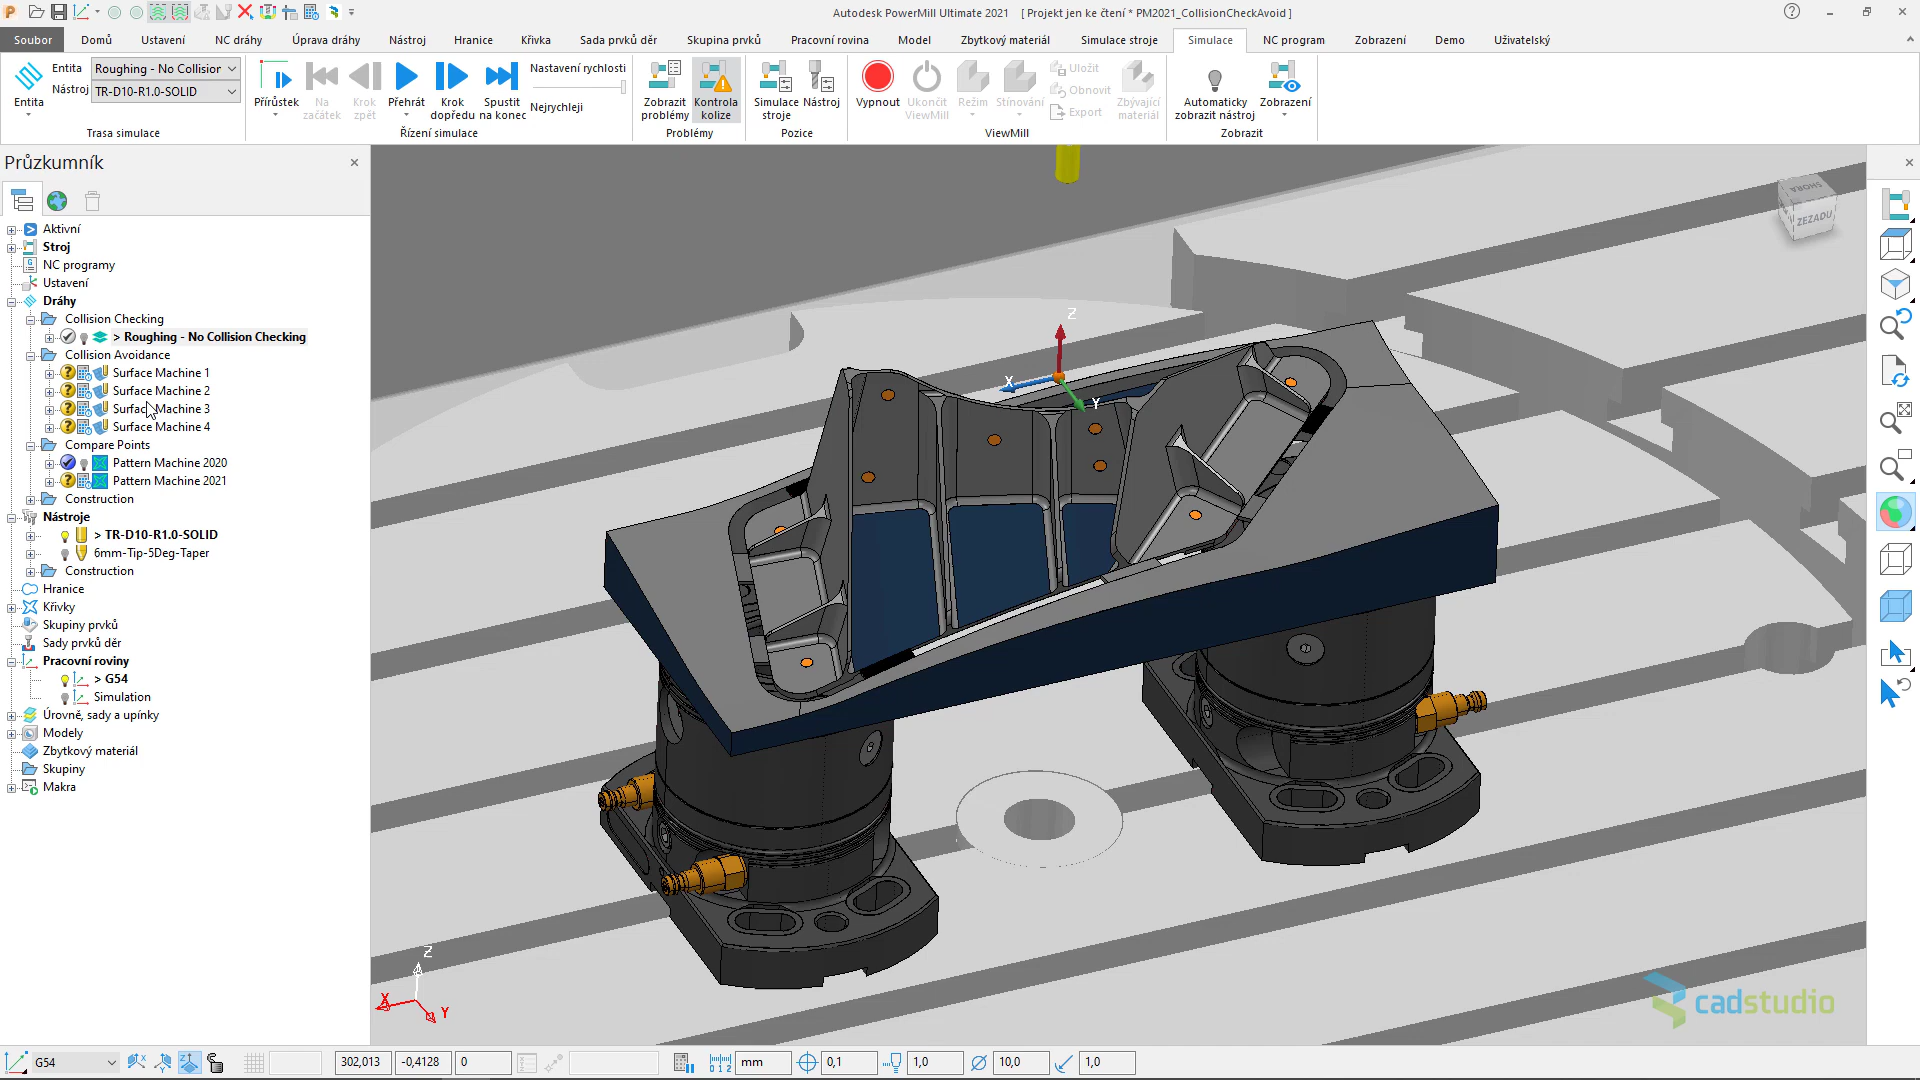 Autodesk PowerMill Ultimate 2021 [ Projekt jen ke čtení * PM2021_CollisionCheckAvoid ]
Soubor Domů Ustavení NC dráhy Úprava dráhy Nástroj Hranice Křivka Sada prvků děr Skupina prvků Pracovní rovina Model Zbytkový materiál Simulace stroje Simulace NC program Zobrazení Demo Uživatelský
Entita
Entita Roughing - No Collision
Nástroj TR-D10-R1.0-SOLID
Trasa simulace
Přírůstek
Na začátek
Krok zpět
Přehrát
Krok dopředu
Spustit na konec
Nastavení rychlosti
Nejrychleji
Řízení simulace
Zobrazit problémy
Kontrola kolize
Problémy
Simulace stroje
Nástroj
Pozice
Vypnout
Ukončit ViewMill
Režim
Stínování
Uložit
Obnovit
Export
Zbývající materiál
ViewMill
Automaticky zobrazit nástroj
Zobrazení
Zobrazit
Průzkumník
Aktivní
Stroj
NC programy
Ustavení
Dráhy
Collision Checking
> Roughing - No Collision Checking
Collision Avoidance
Surface Machine 1
Surface Machine 2
Surface Machine 3
Surface Machine 4
Compare Points
Pattern Machine 2020
Pattern Machine 2021
Construction
Nástroje
> TR-D10-R1.0-SOLID
6mm-Tip-5Deg-Taper
Construction
Hranice
Křivky
Skupiny prvků
Sady prvků děr
Pracovní roviny
> G54
Simulation
Úrovně, sady a upínky
Modely
Zbytkový materiál
Skupiny
Makra
SHORA
ZEZADU
Z
X
Y
Z
X
Y
cadstudio
G54 302,013 -0,4128 0 mm 0,1 1,0 10,0 1,0